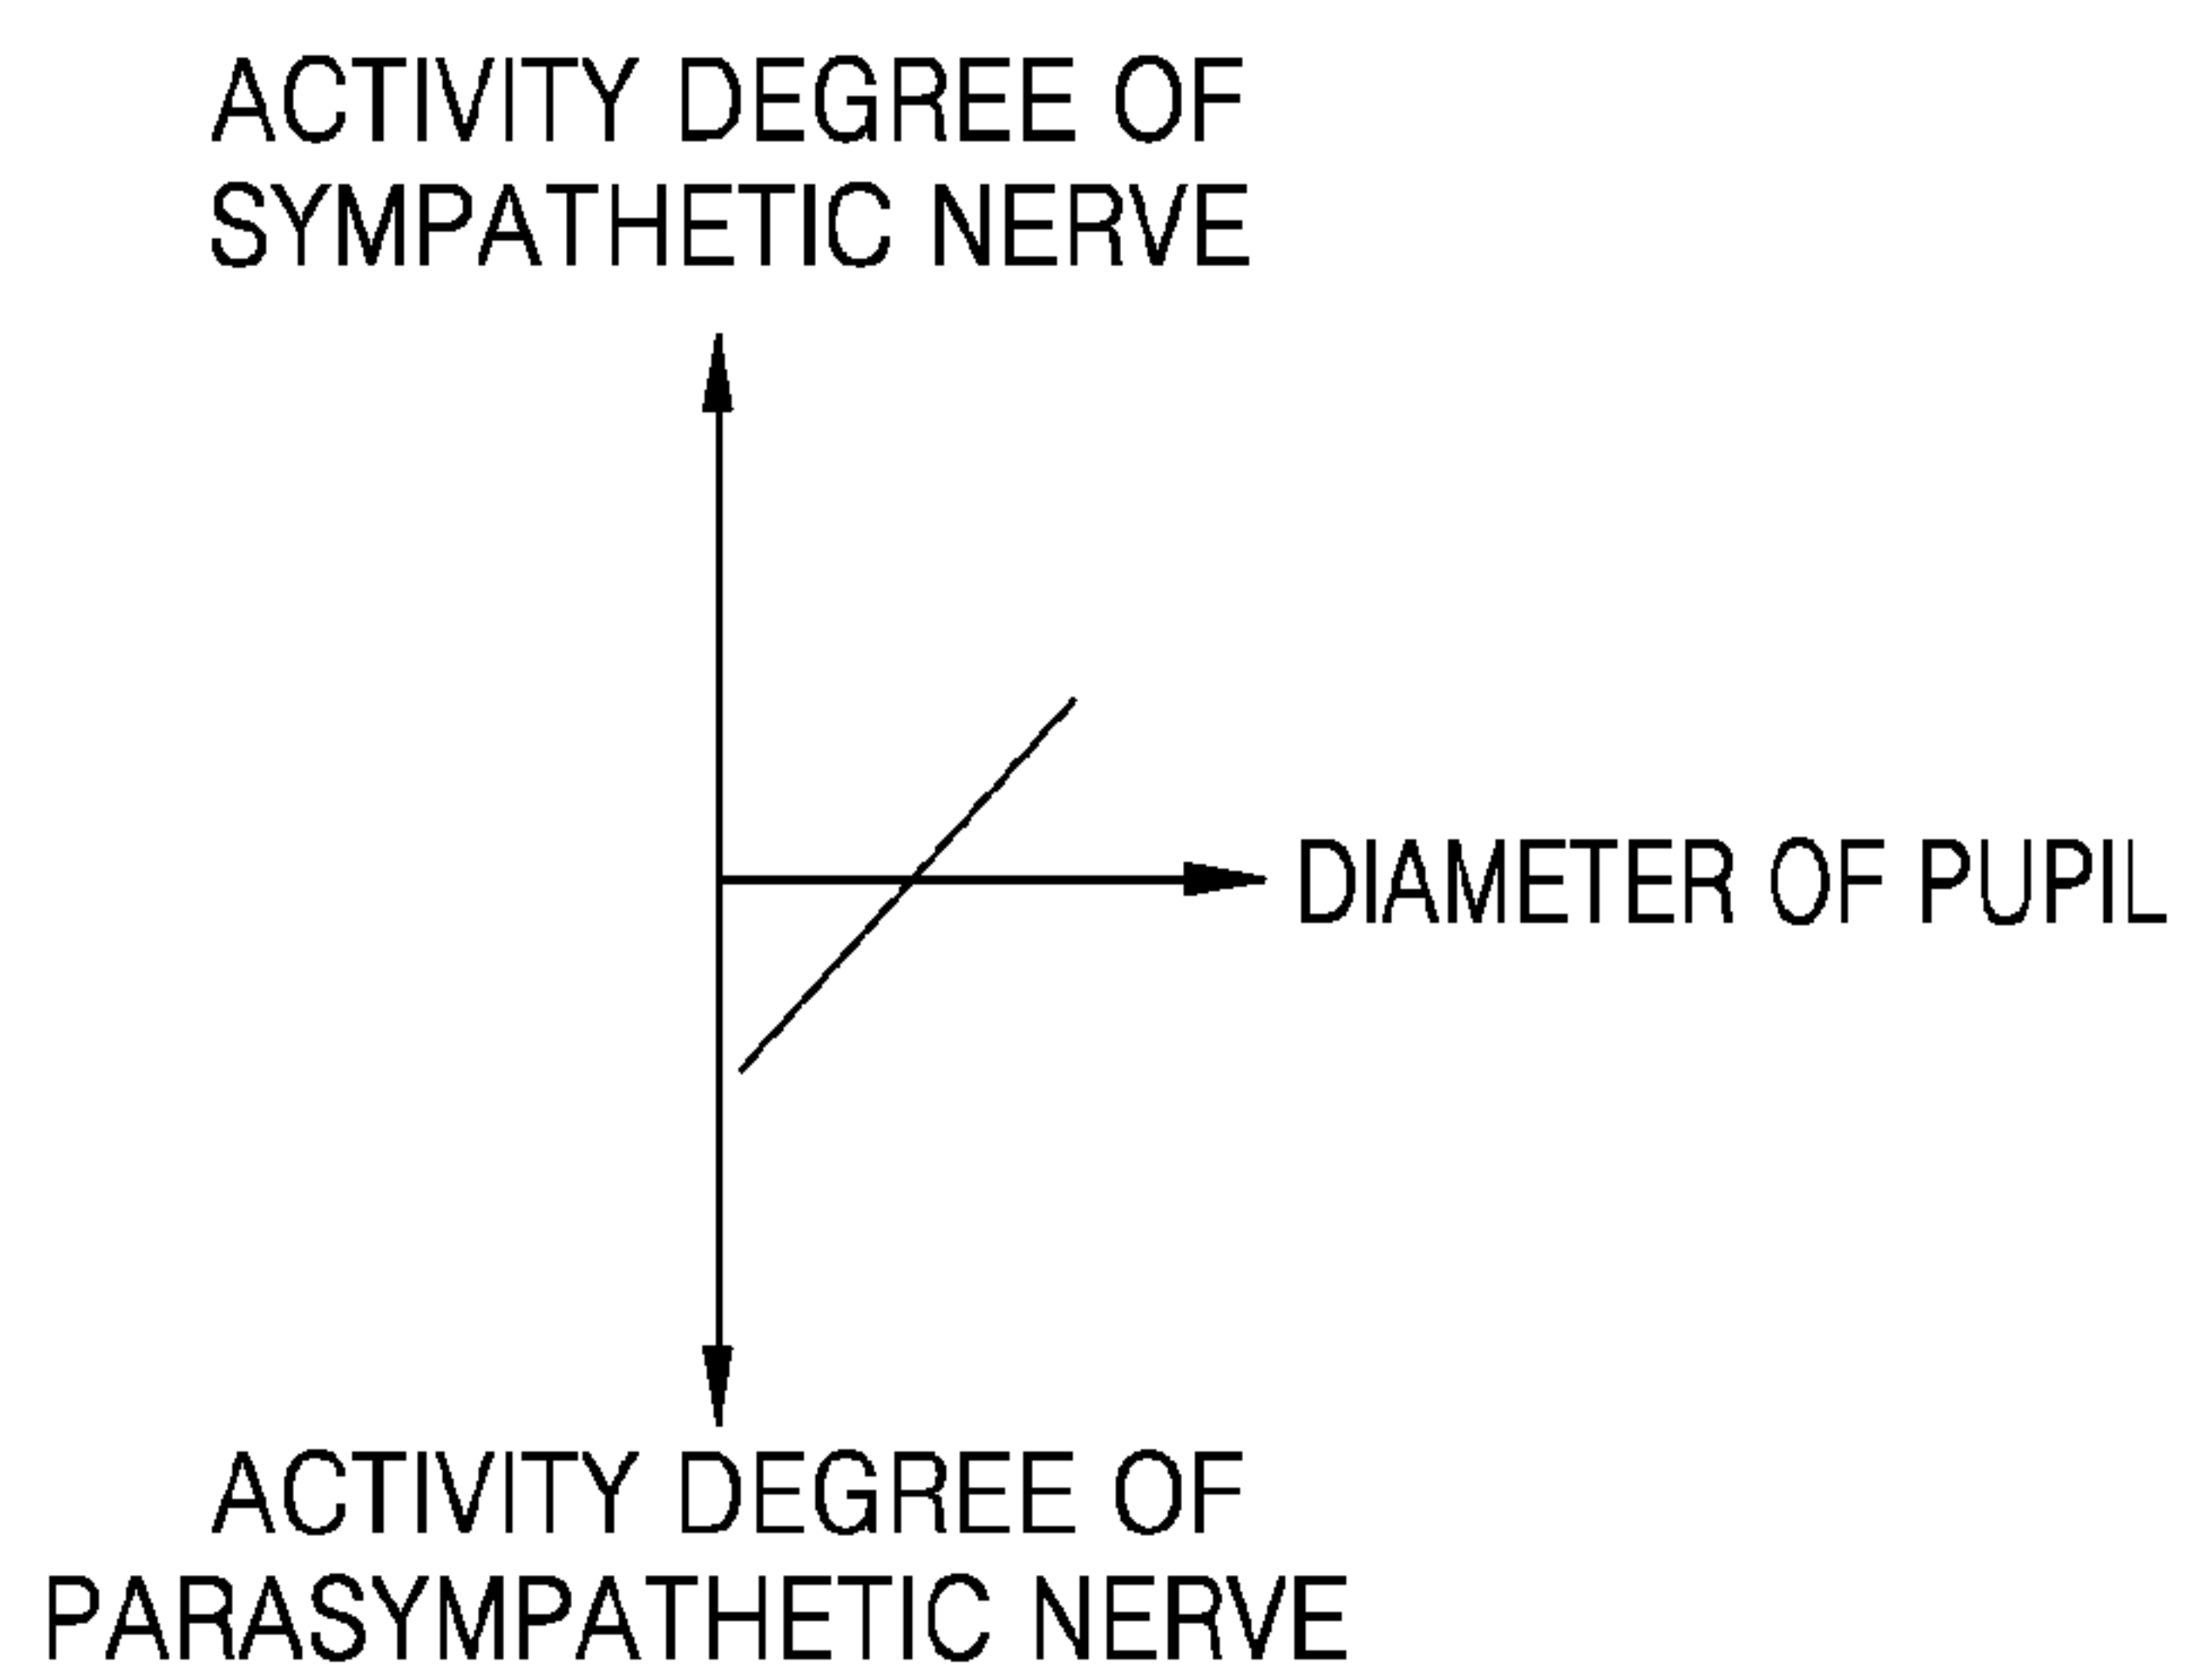 ACTIVITY DEGREE OF
SYMPATHETIC NERVE
DIAMETER OF PUPIL
ACTIVITY DEGREE OF
PARASYMPATHETIC NERVE